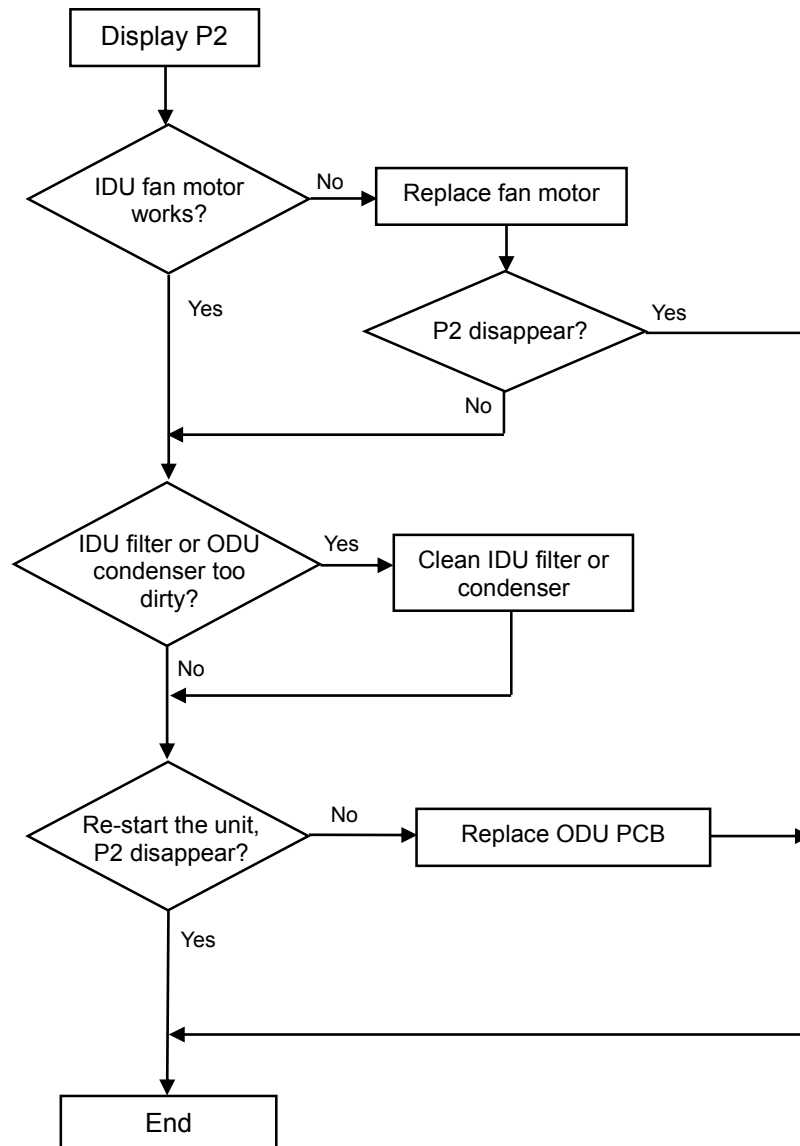 Display P2
IDU fan motor
works?
No
Replace fan motor
Yes
P2 disappear?
Yes
No
IDU filter or ODU
condenser too
dirty?
Yes
Clean IDU filter or
condenser
No
Re-start the unit,
P2 disappear?
No
Replace ODU PCB
Yes
End